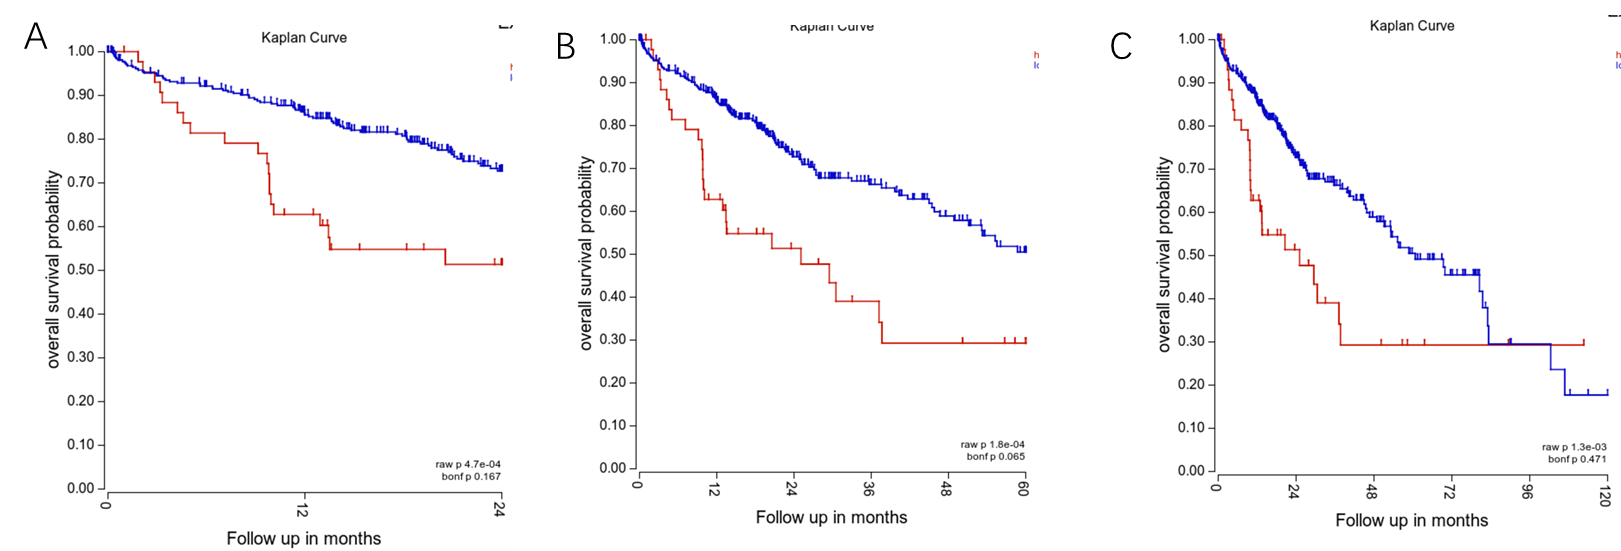 A
Kaplan Curve
1.00
0.90
0.80
0.70
0.60
0.50
0.40
0.30
0.20
0.10
0.00
overall survival probability
raw p 4.7e-04
bonf p 0.167
0
12
24
Follow up in months
B
Kaplan Curve
1.00
0.90
0.80
0.70
0.60
0.50
0.40
0.30
0.20
0.10
0.00
overall survival probability
raw p 1.8e-04
bonf p 0.065
0
12
24
36
48
60
Follow up in months
C
Kaplan Curve
1.00
0.90
0.80
0.70
0.60
0.50
0.40
0.30
0.20
0.10
0.00
overall survival probability
raw p 1.3e-03
bonf p 0.471
0
24
48
72
96
120
Follow up in months